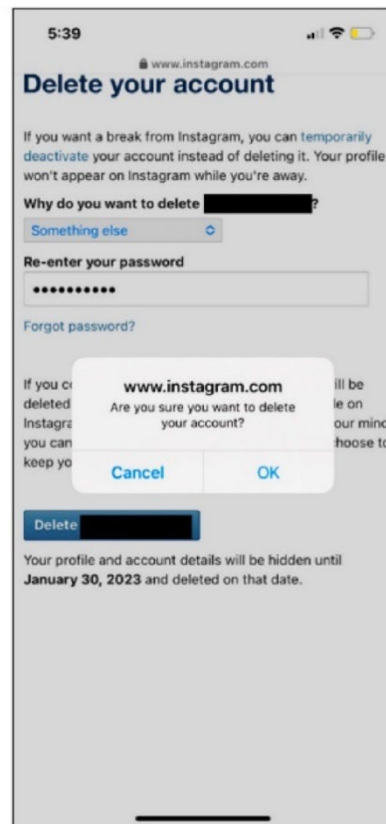 5:39
www.instagram.com
Delete your account
If you want a break from Instagram, you can temporarily
deactivate your account instead of deleting it. Your profile
won't appear on Instagram while you're away.
Why do you want to delete ?
Something else
Re-enter your password
Forgot password?
If you
deleted on
Instagra our mind
you can choose to
keep yo
www.instagram.com
Are you sure you want to delete
your account?
Cancel OK
Delete
Your profile and account details will be hidden until
January 30, 2023 and deleted on that date.